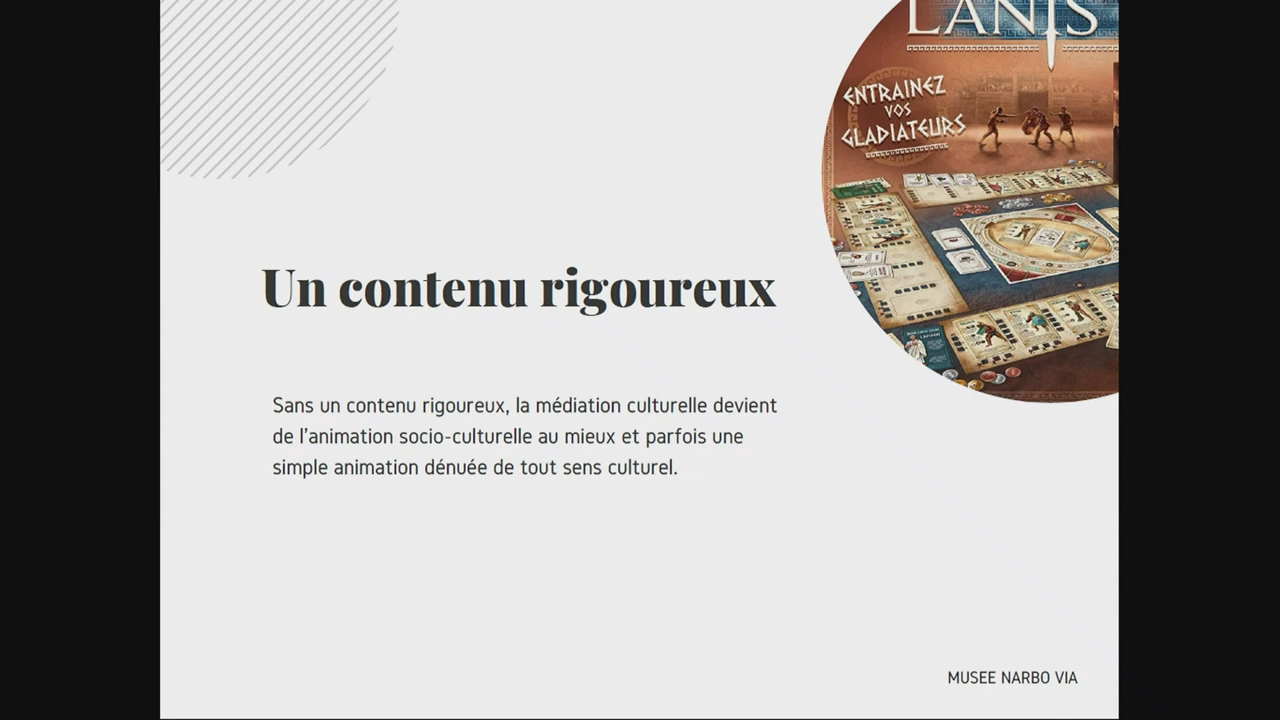 LANIS
ENTRAINEZ
VOS
GLADIATEURS
Un contenu rigoureux
Sans un contenu rigoureux, la médiation culturelle devient
de l'animation socio-culturelle au mieux et parfois une
simple animation dénuée de tout sens culturel.
MUSEE NARBO VIA